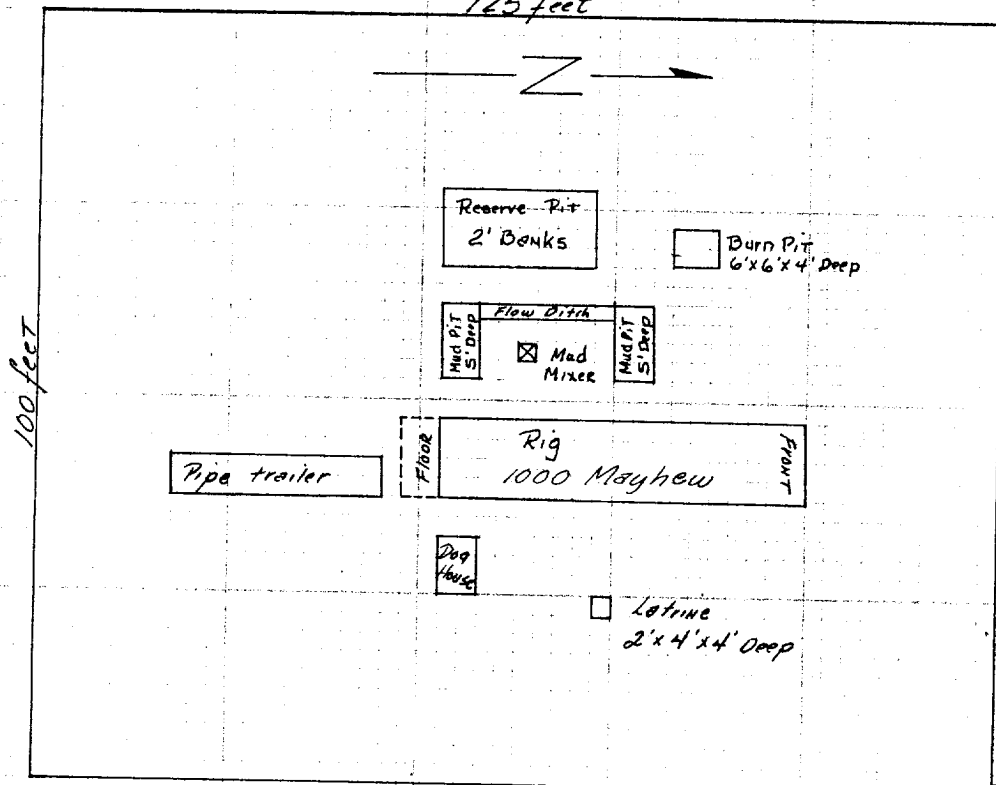 125 feet
N
Reserve Pit
2' Banks
Burn Pit
6'x6'x4' Deep
Mud Pit
5' Deep
Flow Ditch
Mud Pit
5' Deep
Mud
Mixer
100 feet
Floor
Rig
1000 Mayhew
Front
Pipe trailer
Dog
House
Latrine
2'x4'x4' Deep